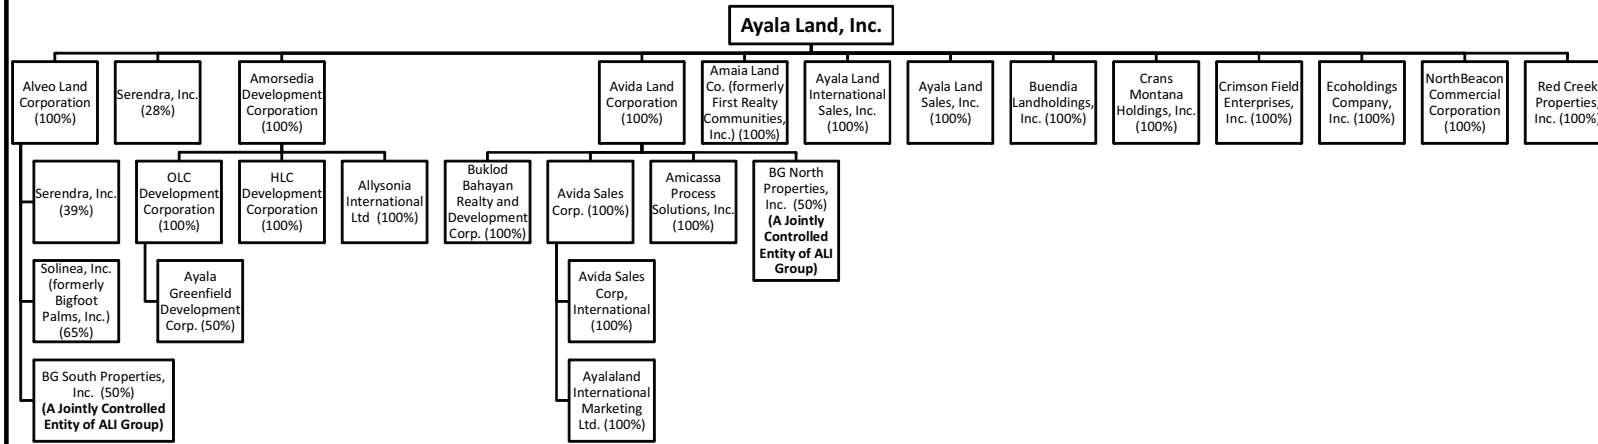 Ayala Land, Inc.
Alveo Land
Corporation
(100%)
Serendra, Inc.
(28%)
Amorsedia
Development
Corporation
(100%)
Avida Land
Corporation
(100%)
Amaia Land
Co. (formerly
First Realty
Communities,
Inc.) (100%)
Ayala Land
International
Sales, Inc.
(100%)
Ayala Land
Sales, Inc.
(100%)
Buendia
Landholdings,
Inc. (100%)
Crans
Montana
Holdings, Inc.
(100%)
Crimson Field
Enterprises,
Inc. (100%)
Ecoholdings
Company,
Inc. (100%)
NorthBeacon
Commercial
Corporation
(100%)
Red Creek
Properties,
Inc. (100%)
Serendra, Inc.
(39%)
OLC
Development
Corporation
(100%)
HLC
Development
Corporation
(100%)
Allysonia
International
Ltd (100%)
Buklod
Bahayan
Realty and
Development
Corp. (100%)
Avida Sales
Corp. (100%)
Amicassa
Process
Solutions, Inc.
(100%)
BG North
Properties,
Inc. (50%)
(A Jointly
Controlled
Entity of ALI
Group)
Solinea, Inc.
(formerly
Bigfoot
Palms, Inc.)
(65%)
Ayala
Greenfield
Development
Corp. (50%)
Avida Sales
Corp,
International
(100%)
BG South Properties,
Inc. (50%)
(A Jointly Controlled
Entity of ALI Group)
Ayalaland
International
Marketing
Ltd. (100%)